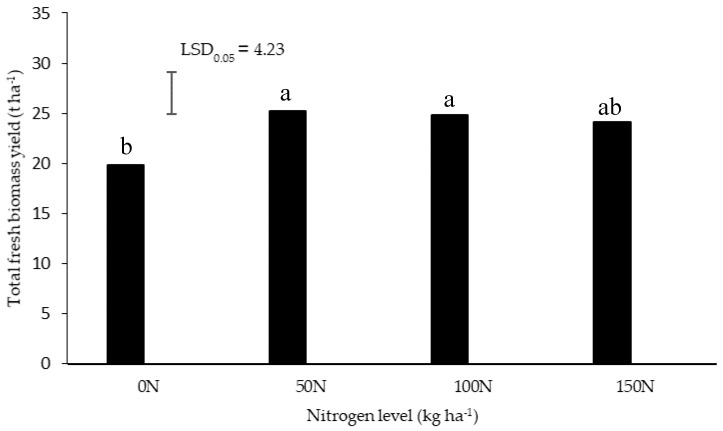 35
LSD0.05 = 4.23
30
a
a
ab
25
b
20
15
10
5
0
Total fresh biomass yield (t ha-1)
0N 50N 100N 150N
Nitrogen level (kg ha-1)